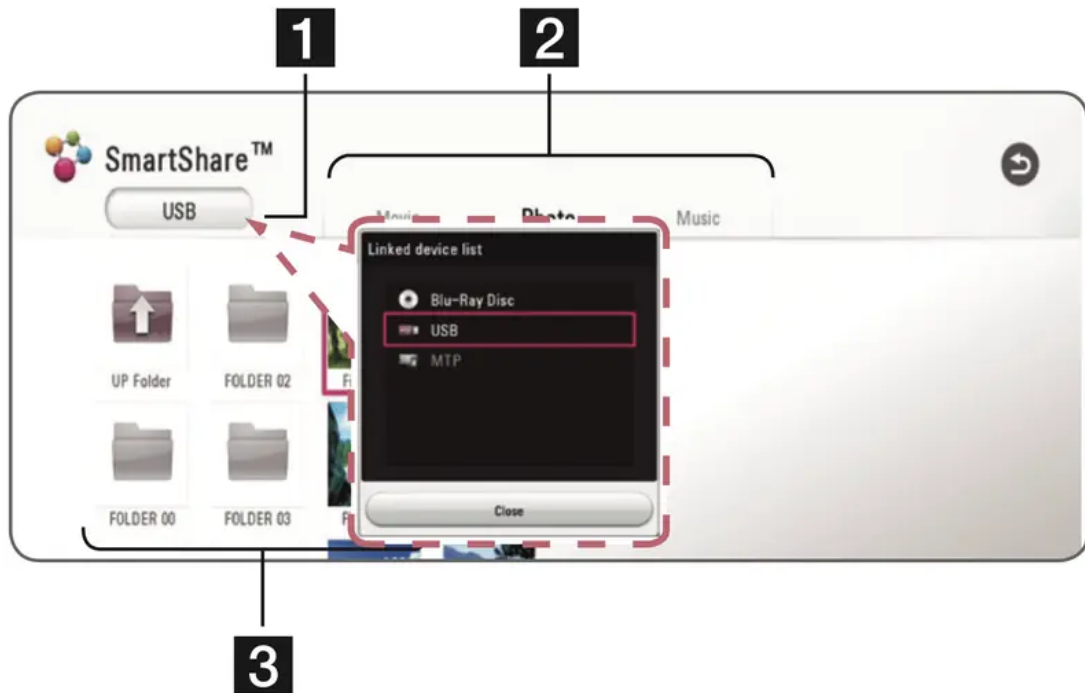 1
2
SmartShare™
USB
Movie
Photo
Music
Linked device list
Blu-Ray Disc
USB
MTP
UP Folder
FOLDER 02
FOLDER 00
FOLDER 03
Close
3